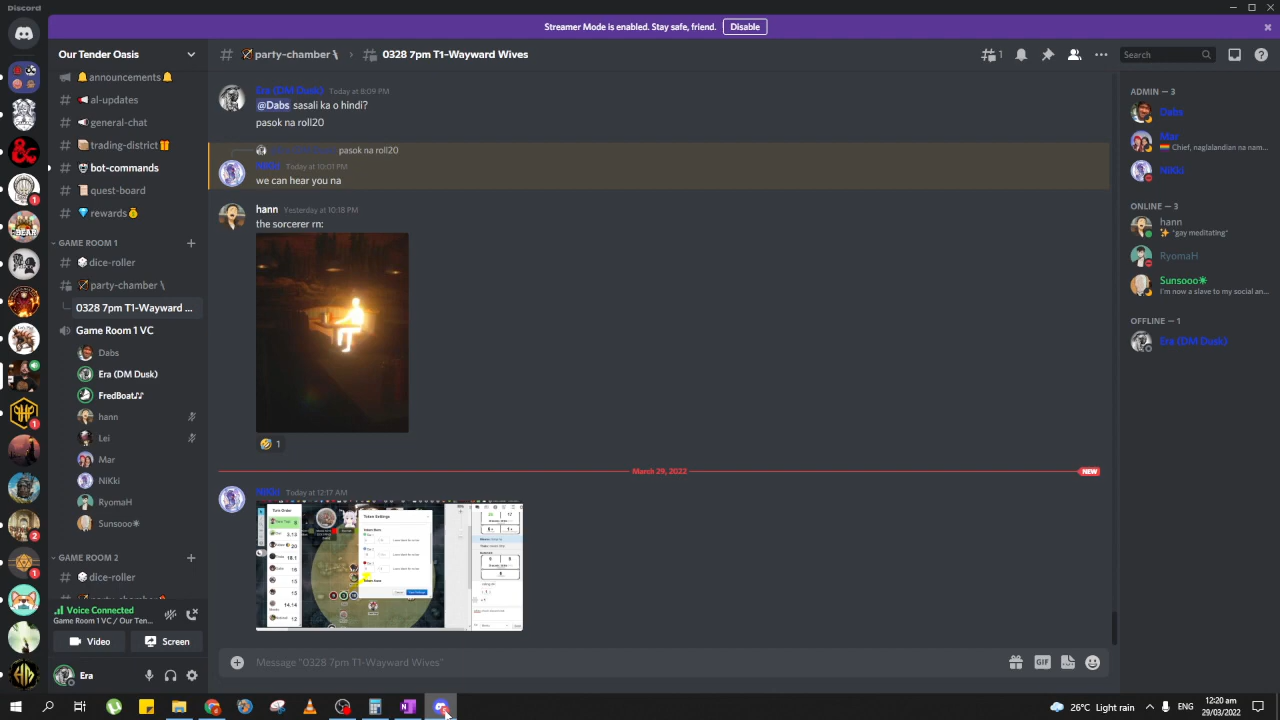 Discord
Streamer Mode is enabled. Stay safe, friend.
Disable
Our Tender Oasis
announcements
al-updates
general-chat
trading-district
bot-commands
quest-board
rewards
GAME ROOM 1
dice-roller
party-chamber \
0328 7pm T1-Wayward ...
Game Room 1 VC
Dabs
Era (DM Dusk)
FredBoat♪♪
hann
Lei
Mar
NiKki
RyomaH
Sunsooo☀
GAME ROOM 2
dice-roller
Voice Connected
Game Room 1 VC / Our Ten...
Video
Screen
Era
party-chamber \
0328 7pm T1-Wayward Wives
1
Search
Era (DM Dusk) Today at 8:09 PM
@Dabs sasali ka o hindi?
pasok na roll20
pasok na roll20
NiKki Today at 10:01 PM
we can hear you na
hann Yesterday at 10:18 PM
the sorcerer rn:
1
March 29, 2022
NEW
NiKki Today at 12:17 AM
Turn Order
Token Settings
Message "0328 7pm T1-Wayward Wives"
GIF
ADMIN — 3
Dabs
Mar
Chief, naglalandian na nam...
NiKki
ONLINE — 3
hann
"gay meditating"
RyomaH
Sunsooo☀
I'm now a slave to my social an...
OFFLINE — 1
Era (DM Dusk)
26°C Light rain
ENG
12:20 am
29/03/2022